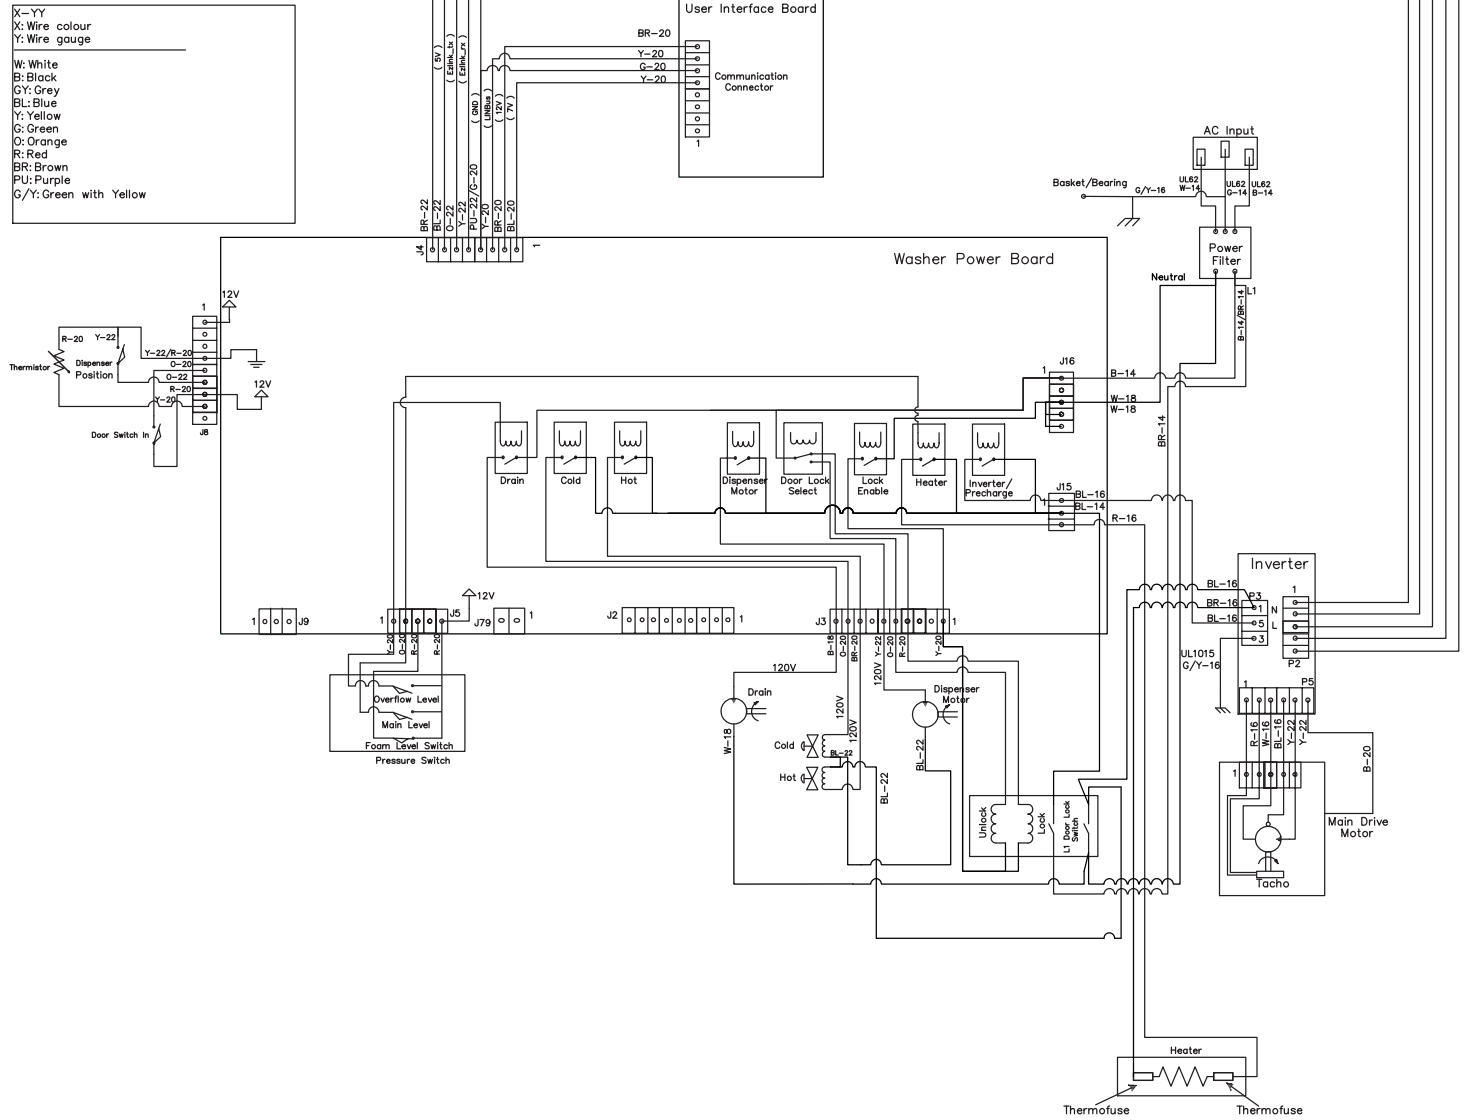 X-YY
X: Wire colour
Y: Wire gauge
W: White
B: Black
GY: Grey
BL: Blue
Y: Yellow
G: Green
O: Orange
R: Red
BR: Brown
PU: Purple
G/Y: Green with Yellow
User Interface Board
BR-20
Y-20
G-20
Y-20
Communication
Connector
1
( 5V)
( Ezlink_tx )
( Ezlink_rx )
( GND )
( LINBus )
( 12V )
( 7V )
BR-22
BL-22
O-22
Y-22
PU-22/G-20
Y-20
BR-20
BL-20
J4
1
Washer Power Board
AC Input
Basket/Bearing
G/Y-16
UL62
W-14
UL62
G-14
UL62
B-14
Power
Filter
Neutral
L1
B-14/BR-14
1
12V
R-20
Y-22
Thermistor
Dispenser
Position
Y-22/R-20
O-20
O-22
R-20
Y-20
12V
Door Switch In
J8
J16
1
B-14
W-18
W-18
BR-14
Drain
Cold
Hot
Dispenser
Motor
Door Lock
Select
Lock
Enable
Heater
Inverter/
Precharge
J15
1
BL-16
BL-14
R-16
Inverter
BL-16
P3
BR-16
1
N
BL-16
5
L
3
1
P2
UL1015
G/Y-16
1
P5
1
J9
1
J5
12V
J79
1
J2
1
J3
1
Y-20
O-20
R-20
R-20
Overflow Level
Main Level
Foam Level Switch
Pressure Switch
B-18
O-20
BR-20
Y-22
O-20
R-20
Y-20
120V
120V
120V
120V
Drain
W-18
Cold
Hot
BL-22
BL-22
Dispenser
Motor
BL-22
Unlock
Lock
L1 Door Lock
Switch
R-16
W-16
BL-16
Y-22
Y-22
B-20
1
Main Drive
Motor
Tacho
Heater
Thermofuse
Thermofuse